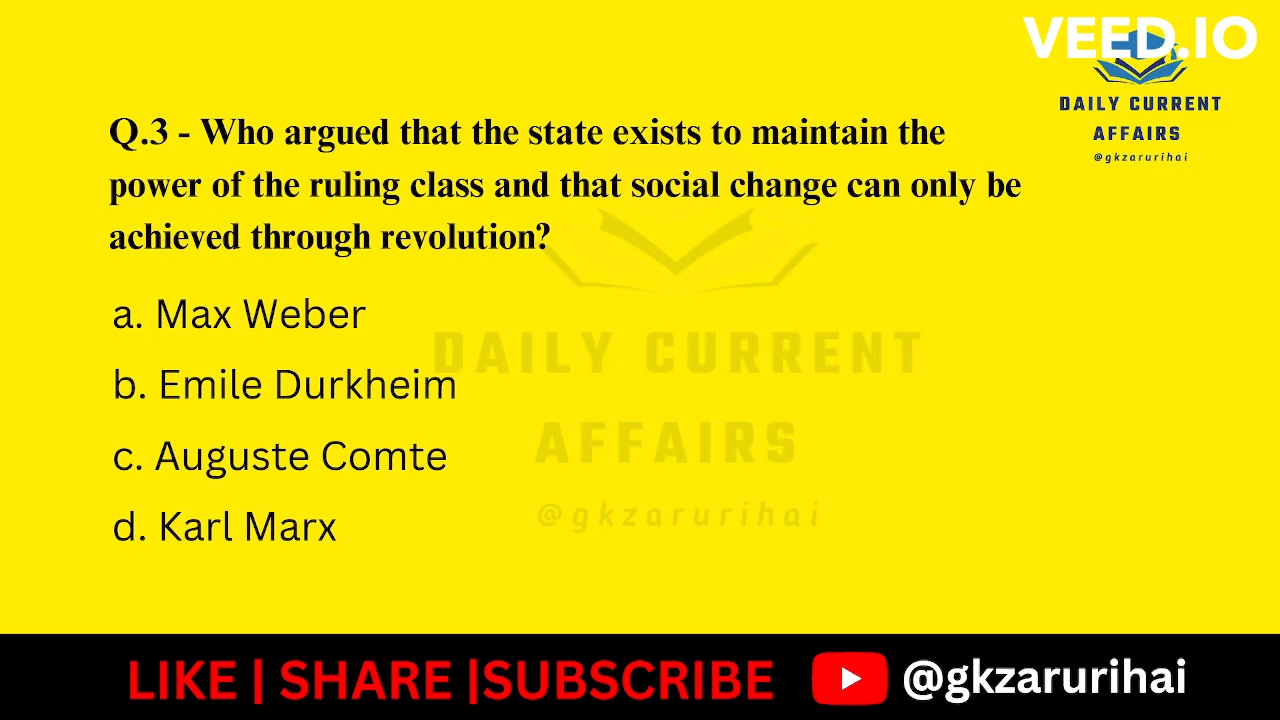 VEED.IO
DAILY CURRENT
AFFAIRS
@gkzarurihai
Q.3 - Who argued that the state exists to maintain the
power of the ruling class and that social change can only be
achieved through revolution?
a. Max Weber
b. Emile Durkheim
c. Auguste Comte
d. Karl Marx
DAILY CURRENT
AFFAIRS
@gkzarurihai
LIKE | SHARE |SUBSCRIBE @gkzarurihai